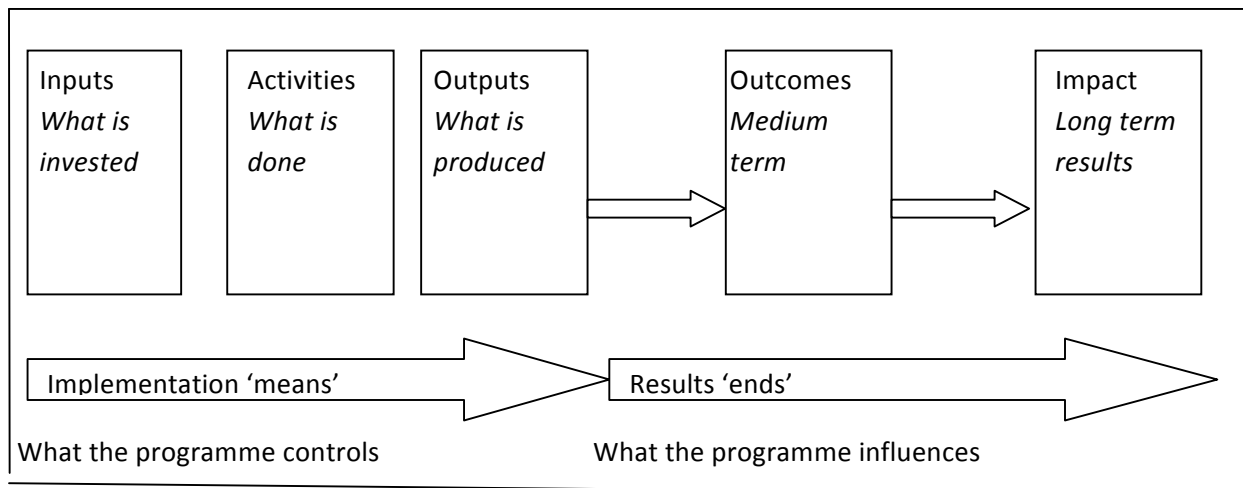 Inputs
What is
invested
Activities
What is
done
Outputs
What is
produced
Outcomes
Medium
term
Impact
Long term
results
Implementation ‘means’
Results ‘ends’
What the programme controls
What the programme influences